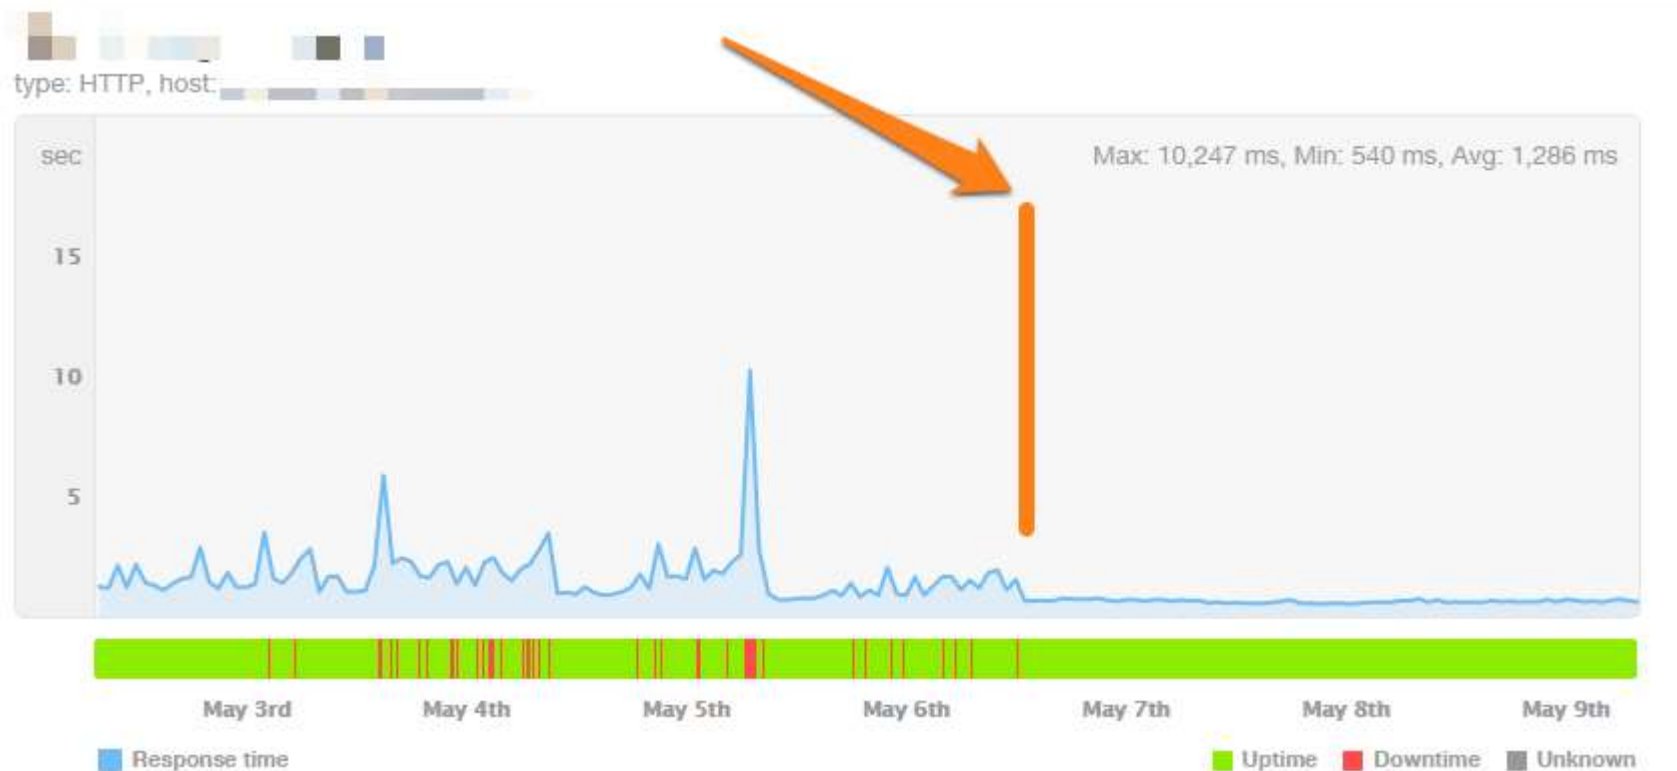 type: HTTP, host:
sec
Max: 10,247 ms, Min: 540 ms, Avg: 1,286 ms
15
10
5
May 3rd May 4th May 5th May 6th May 7th May 8th May 9th
Response time Uptime Downtime Unknown